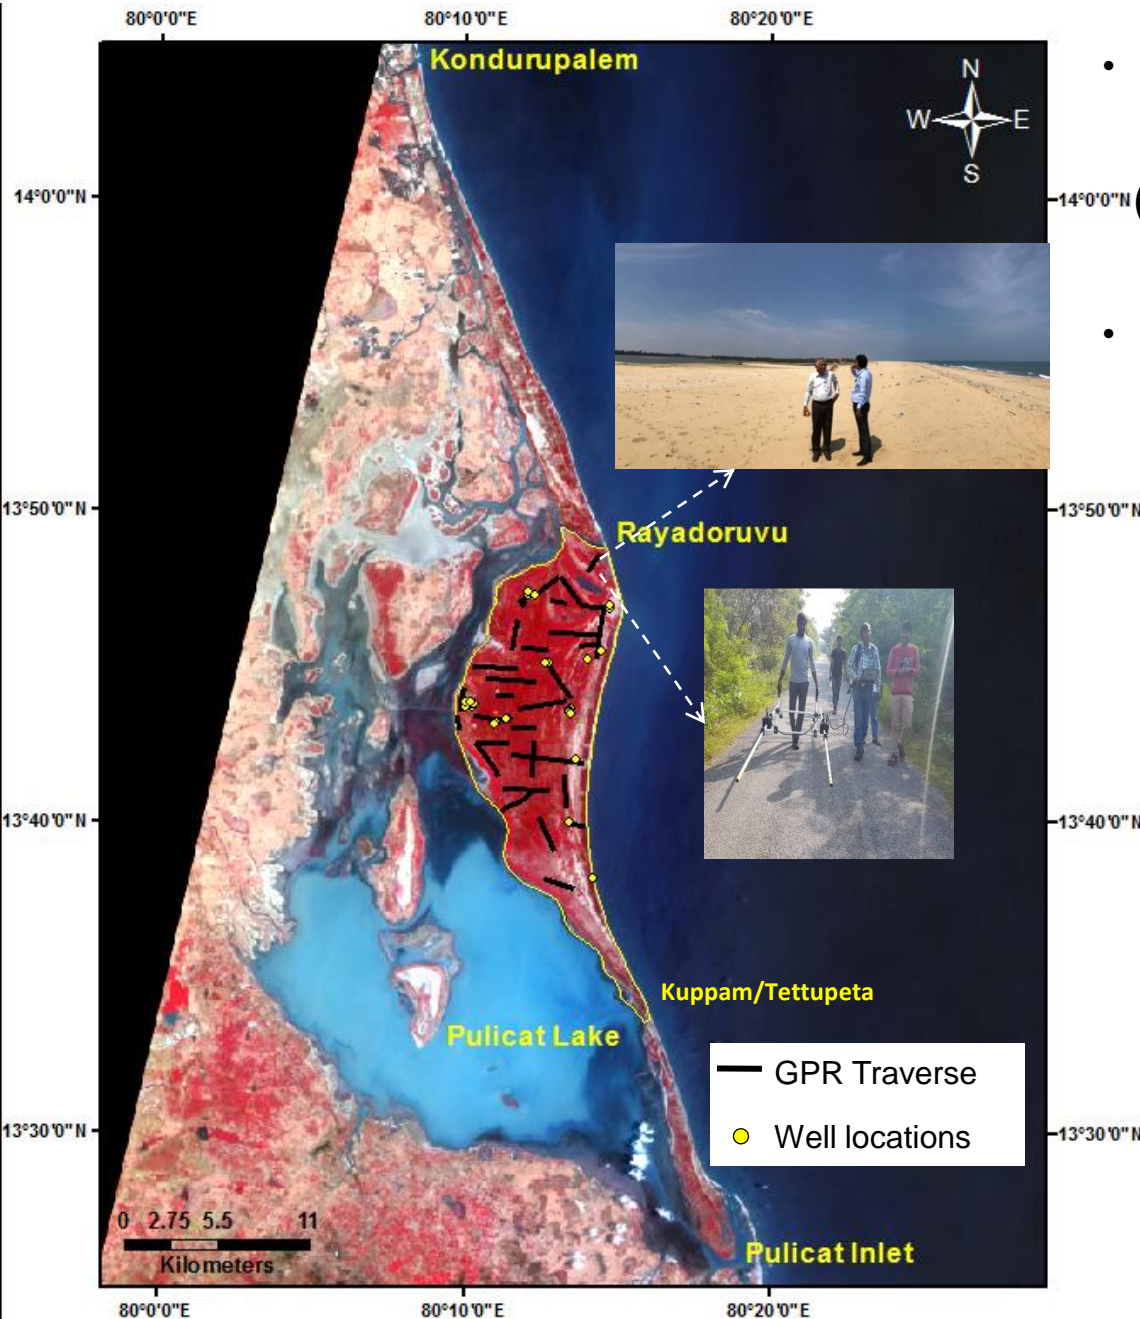 80°0'0"E 80°10'0"E 80°20'0"E
Kondurupalem
N
W E
S
14°0'0"N 14°0'0"N
13°50'0"N 13°50'0"N
Rayadoruvu
13°40'0"N 13°40'0"N
Kuppam/Tettupeta
Pulicat Lake
GPR Traverse
Well locations
13°30'0"N 13°30'0"N
0 2.75 5.5 11
Kilometers
Pulicat Inlet
80°0'0"E 80°10'0"E 80°20'0"E